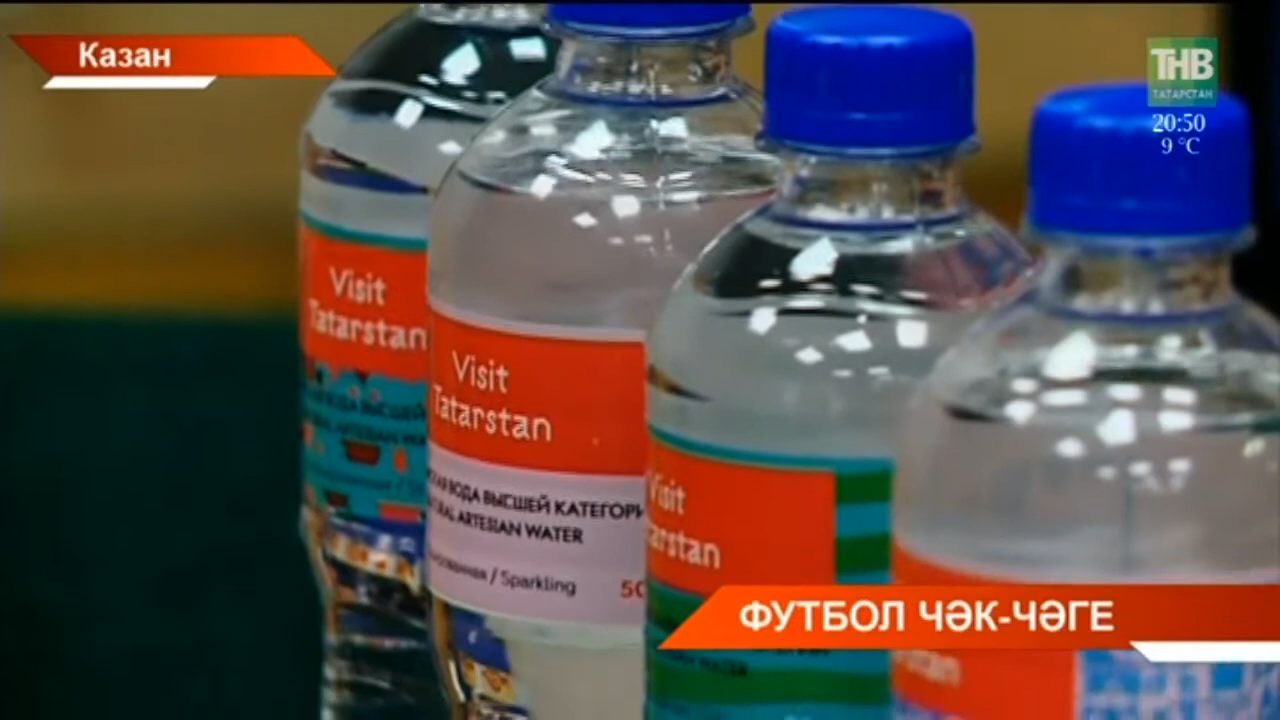 Казан
ТНВ
ТАТАРСТАН
20:50
9 °C
Visit
Tatarstan
Visit
Tatarstan
ВОДА ВЫСШЕЙ КАТЕГОРИ
ARTESIAN WATER
/ Sparkling
Visit
ФУТБОЛ ЧӘК-ЧӘГЕ